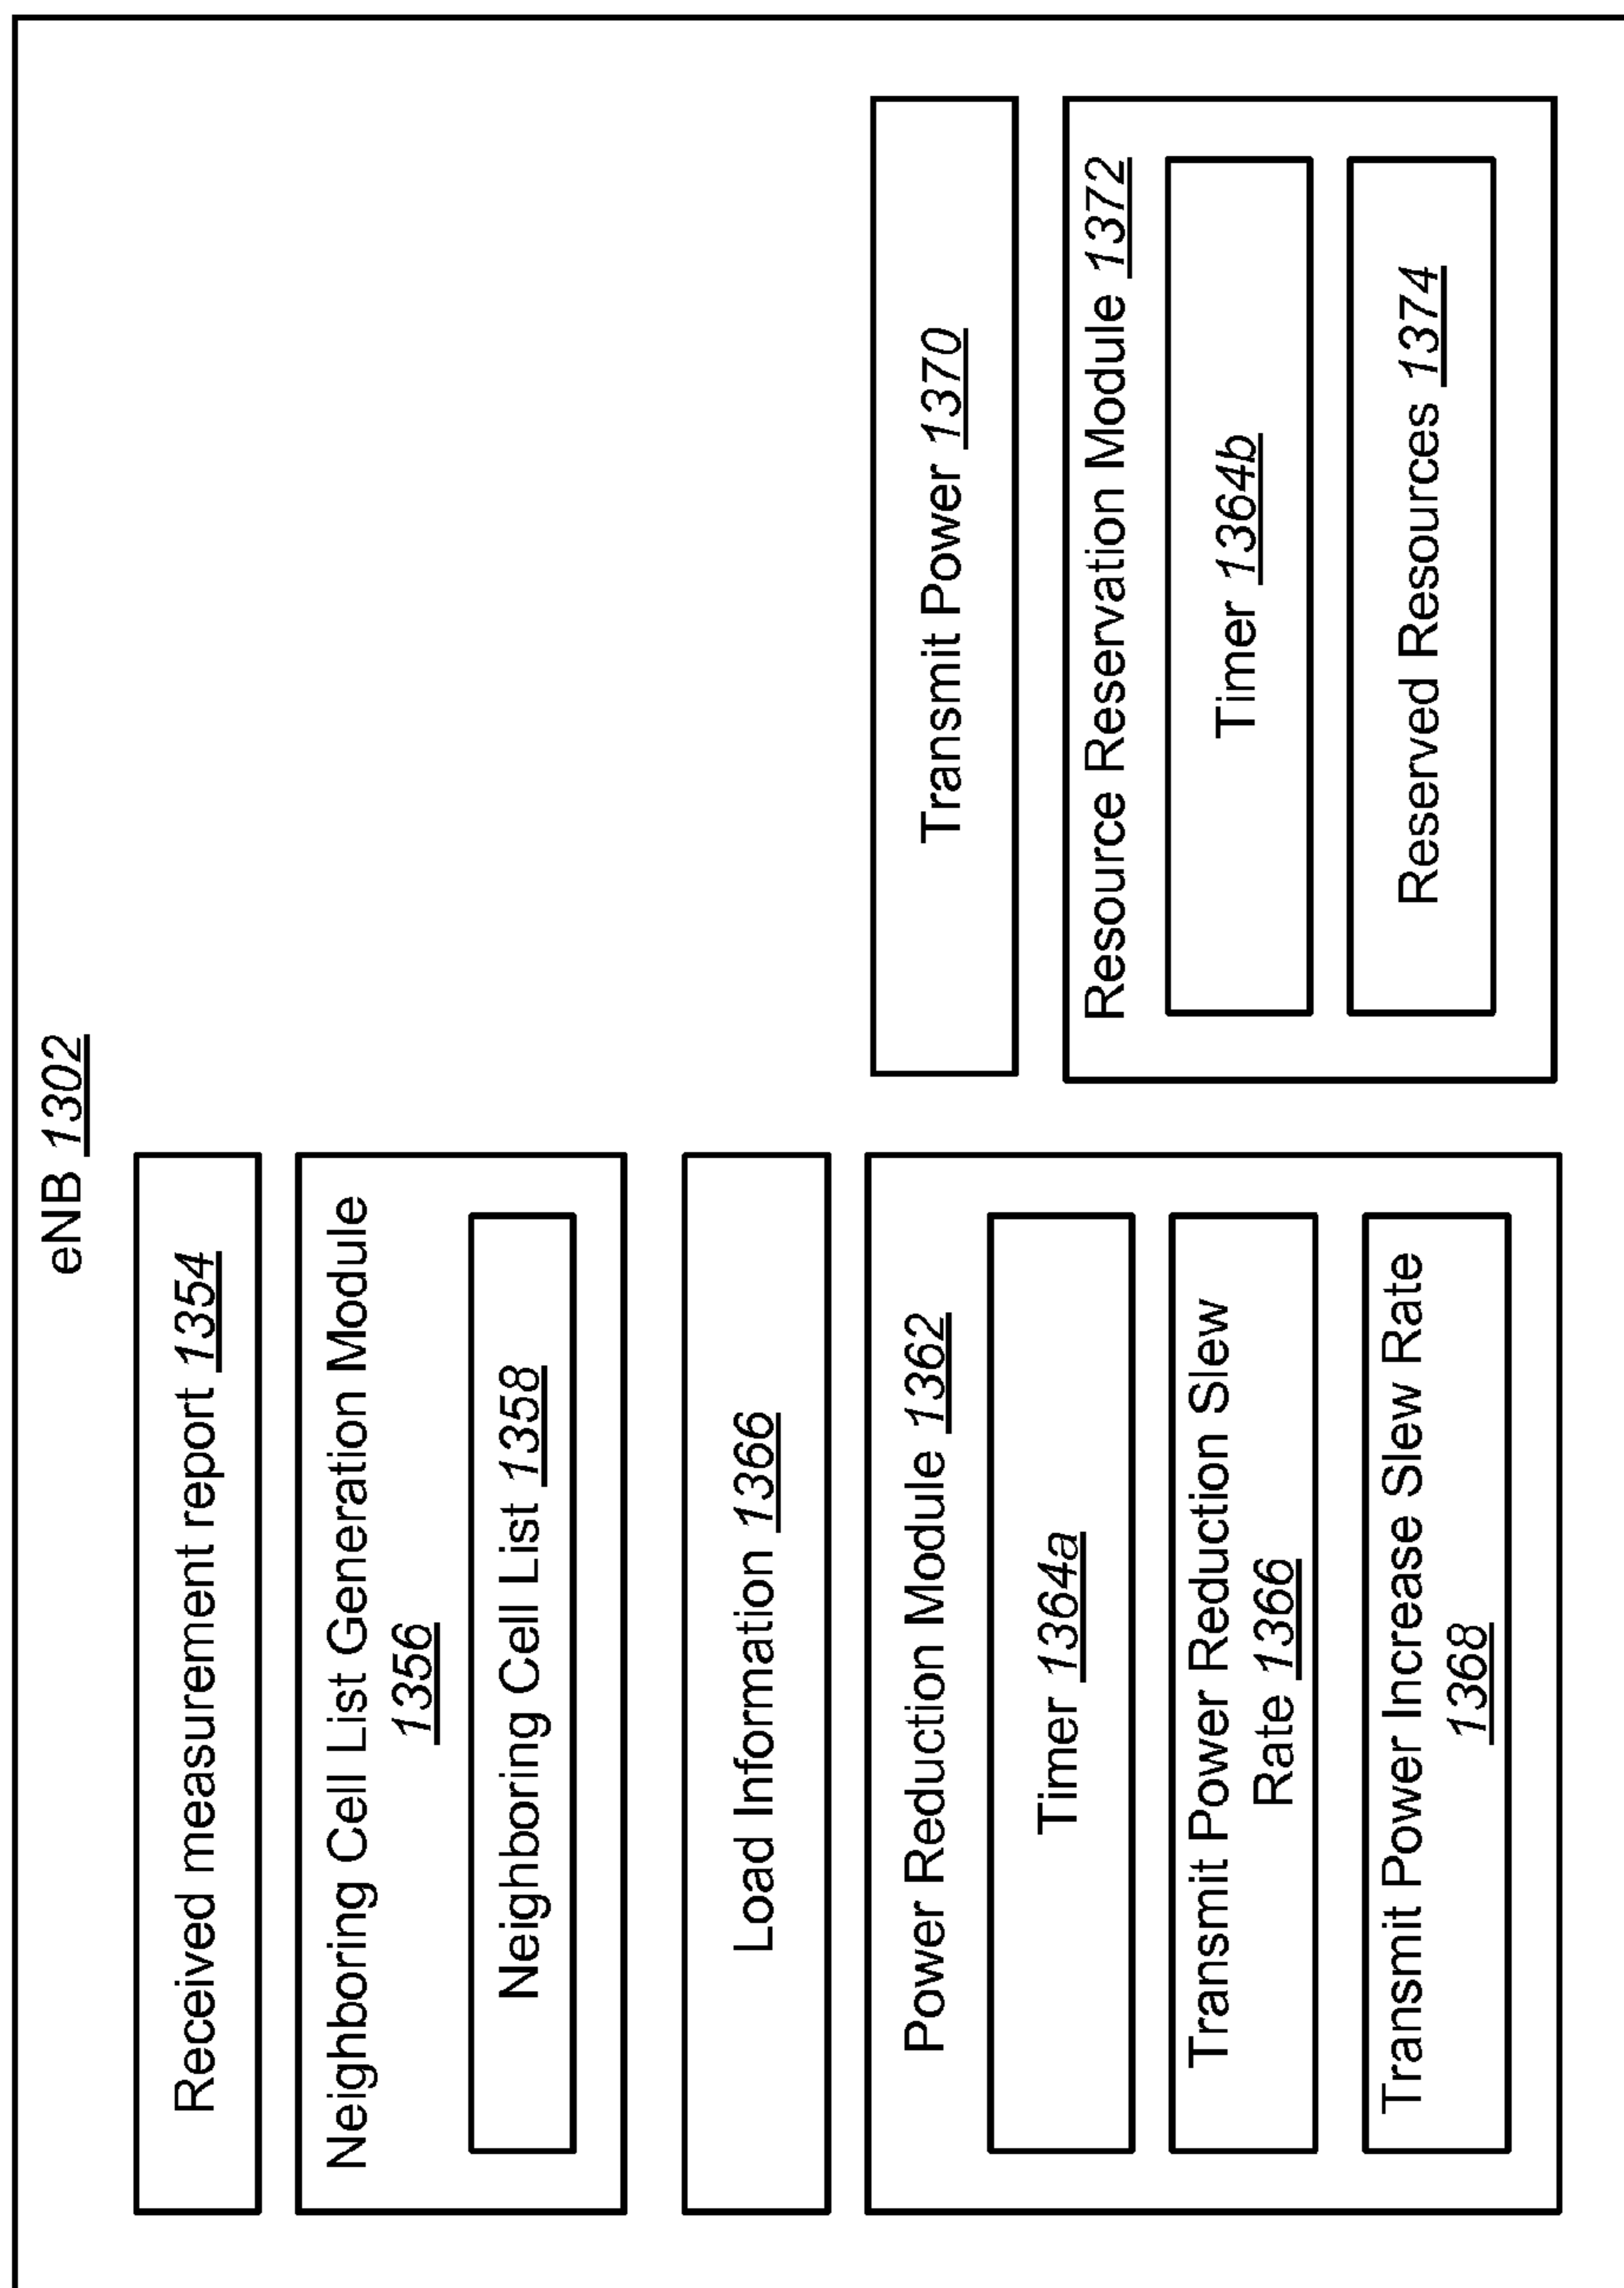 eNB 1302
Received measurement report 1354
Neighboring Cell List Generation Module
1356
Neighboring Cell List 1358
Load Information 1366
Power Reduction Module 1362
Timer 1364a
Transmit Power Reduction Slew
Rate 1366
Transmit Power Increase Slew Rate
1368
Transmit Power 1370
Resource Reservation Module 1372
Timer 1364b
Reserved Resources 1374